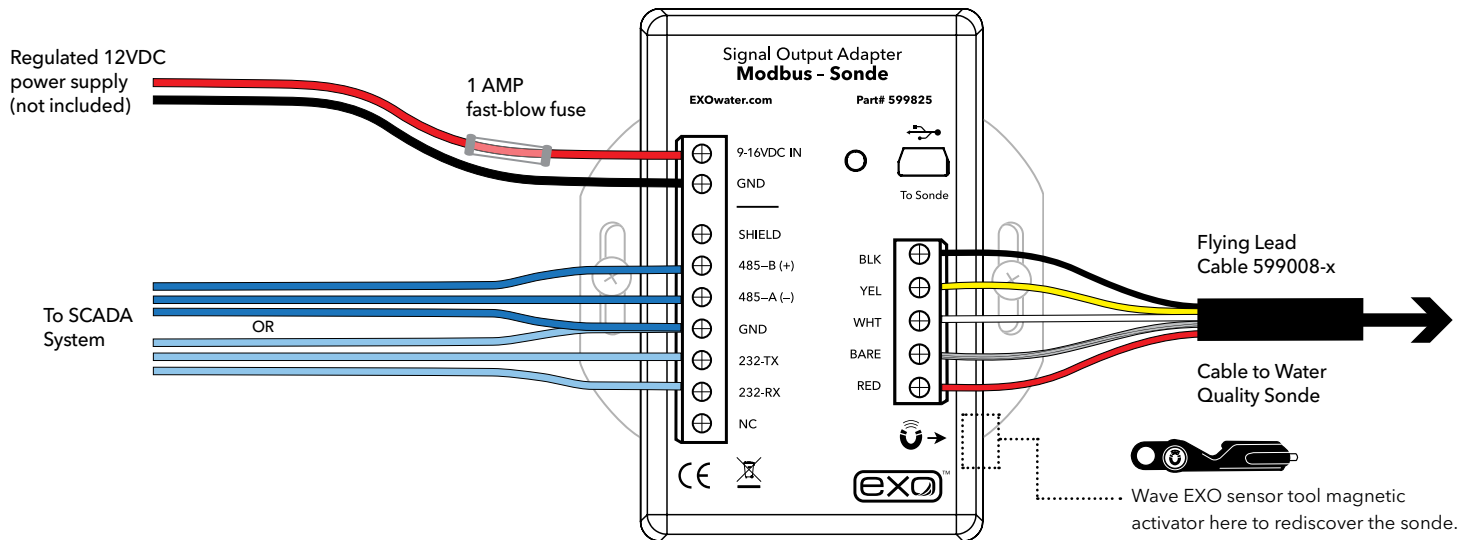 Signal Output Adapter
Modbus – Sonde
EXOwater.com
Part# 599825
Regulated 12VDC
power supply
(not included)
1 AMP
fast-blow fuse
9-16VDC IN
GND
SHIELD
485–B (+)
485–A (–)
GND
232-TX
232-RX
NC
To SCADA
System
OR
To Sonde
BLK
YEL
WHT
BARE
RED
Flying Lead
Cable 599008-x
Cable to Water
Quality Sonde
CE
exo™
Wave EXO sensor tool magnetic
activator here to rediscover the sonde.